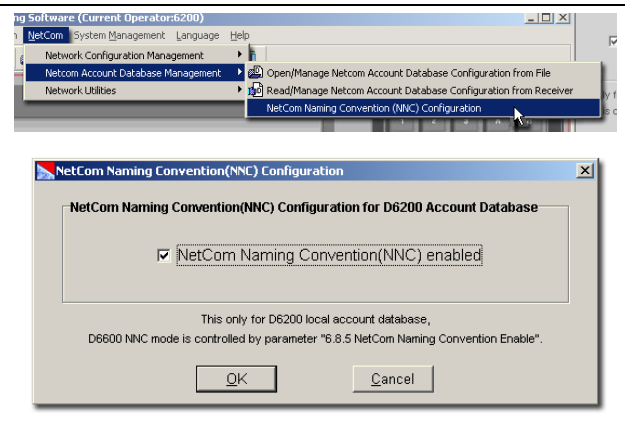 ng Software (Current Operator:6200)
NetCom System Management Language Help
Network Configuration Management
Netcom Account Database Management
Open/Manage Netcom Account Database Configuration from File
Network Utilities
Read/Manage Netcom Account Database Configuration from Receiver
NetCom Naming Convention (NNC) Configuration
NetCom Naming Convention(NNC) Configuration
NetCom Naming Convention(NNC) Configuration for D6200 Account Database
NetCom Naming Convention(NNC) enabled
This only for D6200 local account database,
D6600 NNC mode is controlled by parameter "6.8.5 NetCom Naming Convention Enable".
OK Cancel